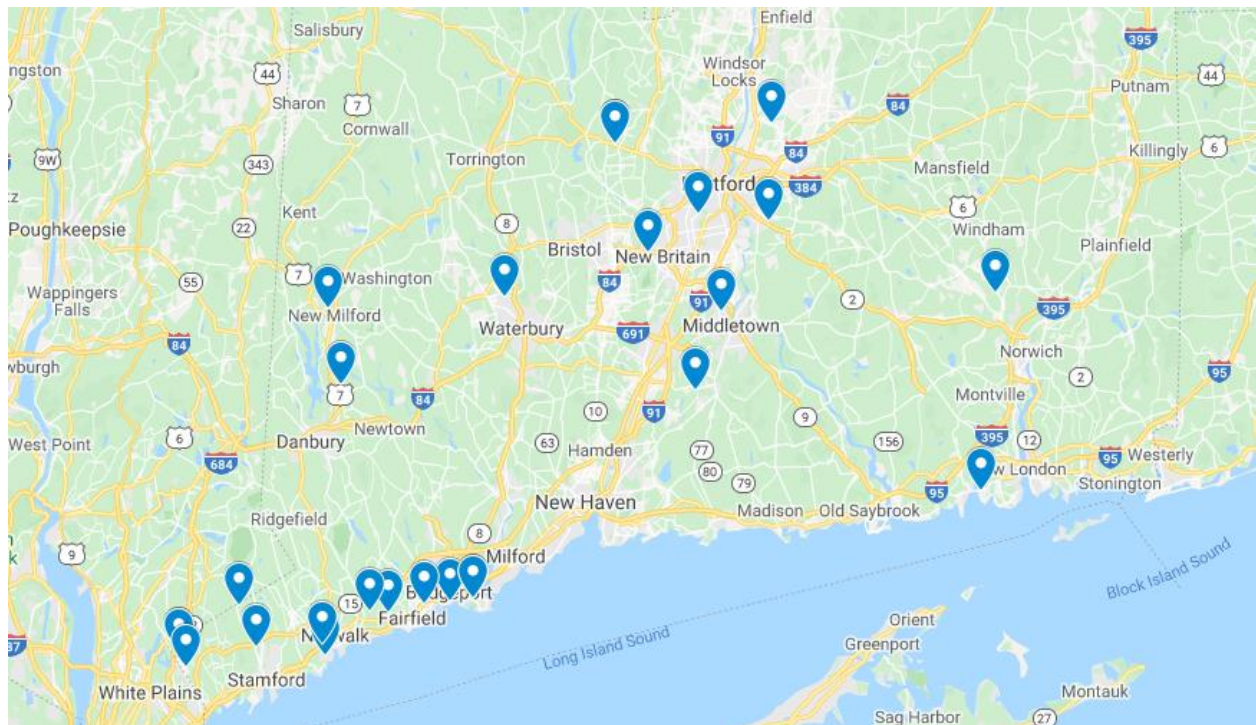 Enfield
Salisbury
395
ngston
Windsor
Locks
44
44
Putnam
Sharon
7
84
Cornwall
91
6
9W
Torrington
84
Killingly
343
Mansfield
384
tford
Kent
6
22
8
Windham
Poughkeepsie
Bristol
Plainfield
New Britain
7
Washington
55
84
Wappingers
Falls
91
2
395
New Milford
Waterbury
691
Middletown
84
Norwich
wburgh
95
2
7
84
Montville
10
91
9
Newtown
West Point
6
Danbury
63
Hamden
156
395
12
77
684
95
Westerly
80
w London
79
95
Stonington
New Haven
Madison
Old Saybrook
Ridgefield
8
9
Milford
Block Island Sound
15
Fairfield
Orient
Long Island Sound
Greenport
87
Stamford
White Plains
Montauk
Sag Harbor
27